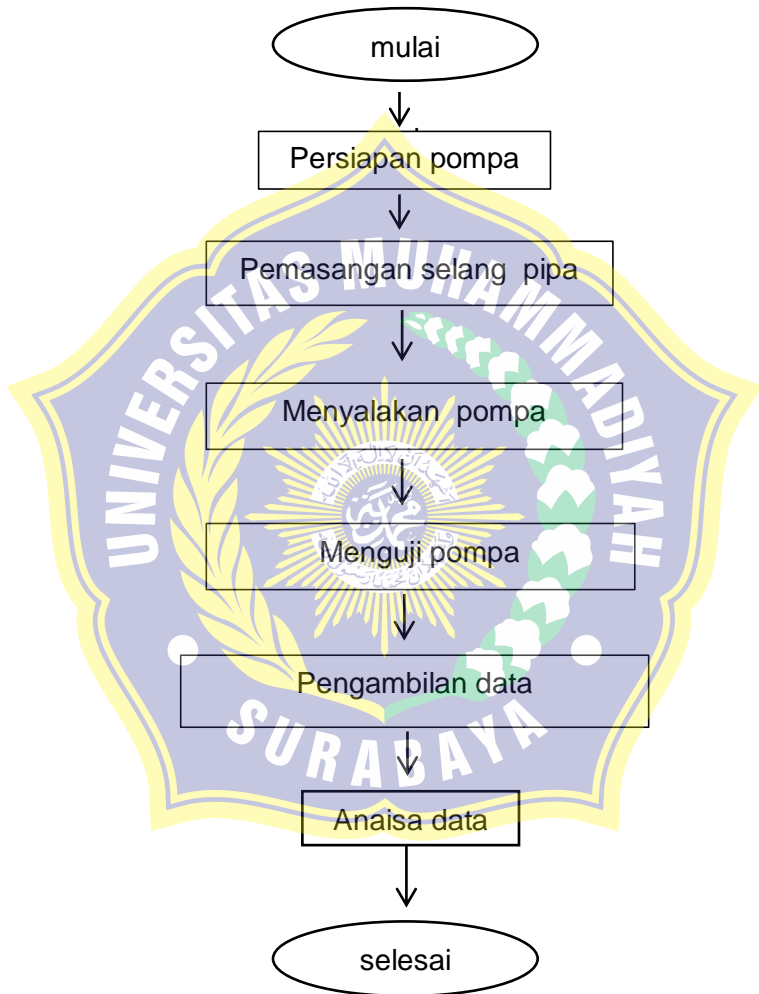 mulai
Persiapan pompa
Pemasangan selang pipa
UNIVERSITAS MUHAMMADIYAH
Menyalakan pompa
Menguji pompa
Pengambilan data
SURABAYA
Anaisa data
selesai